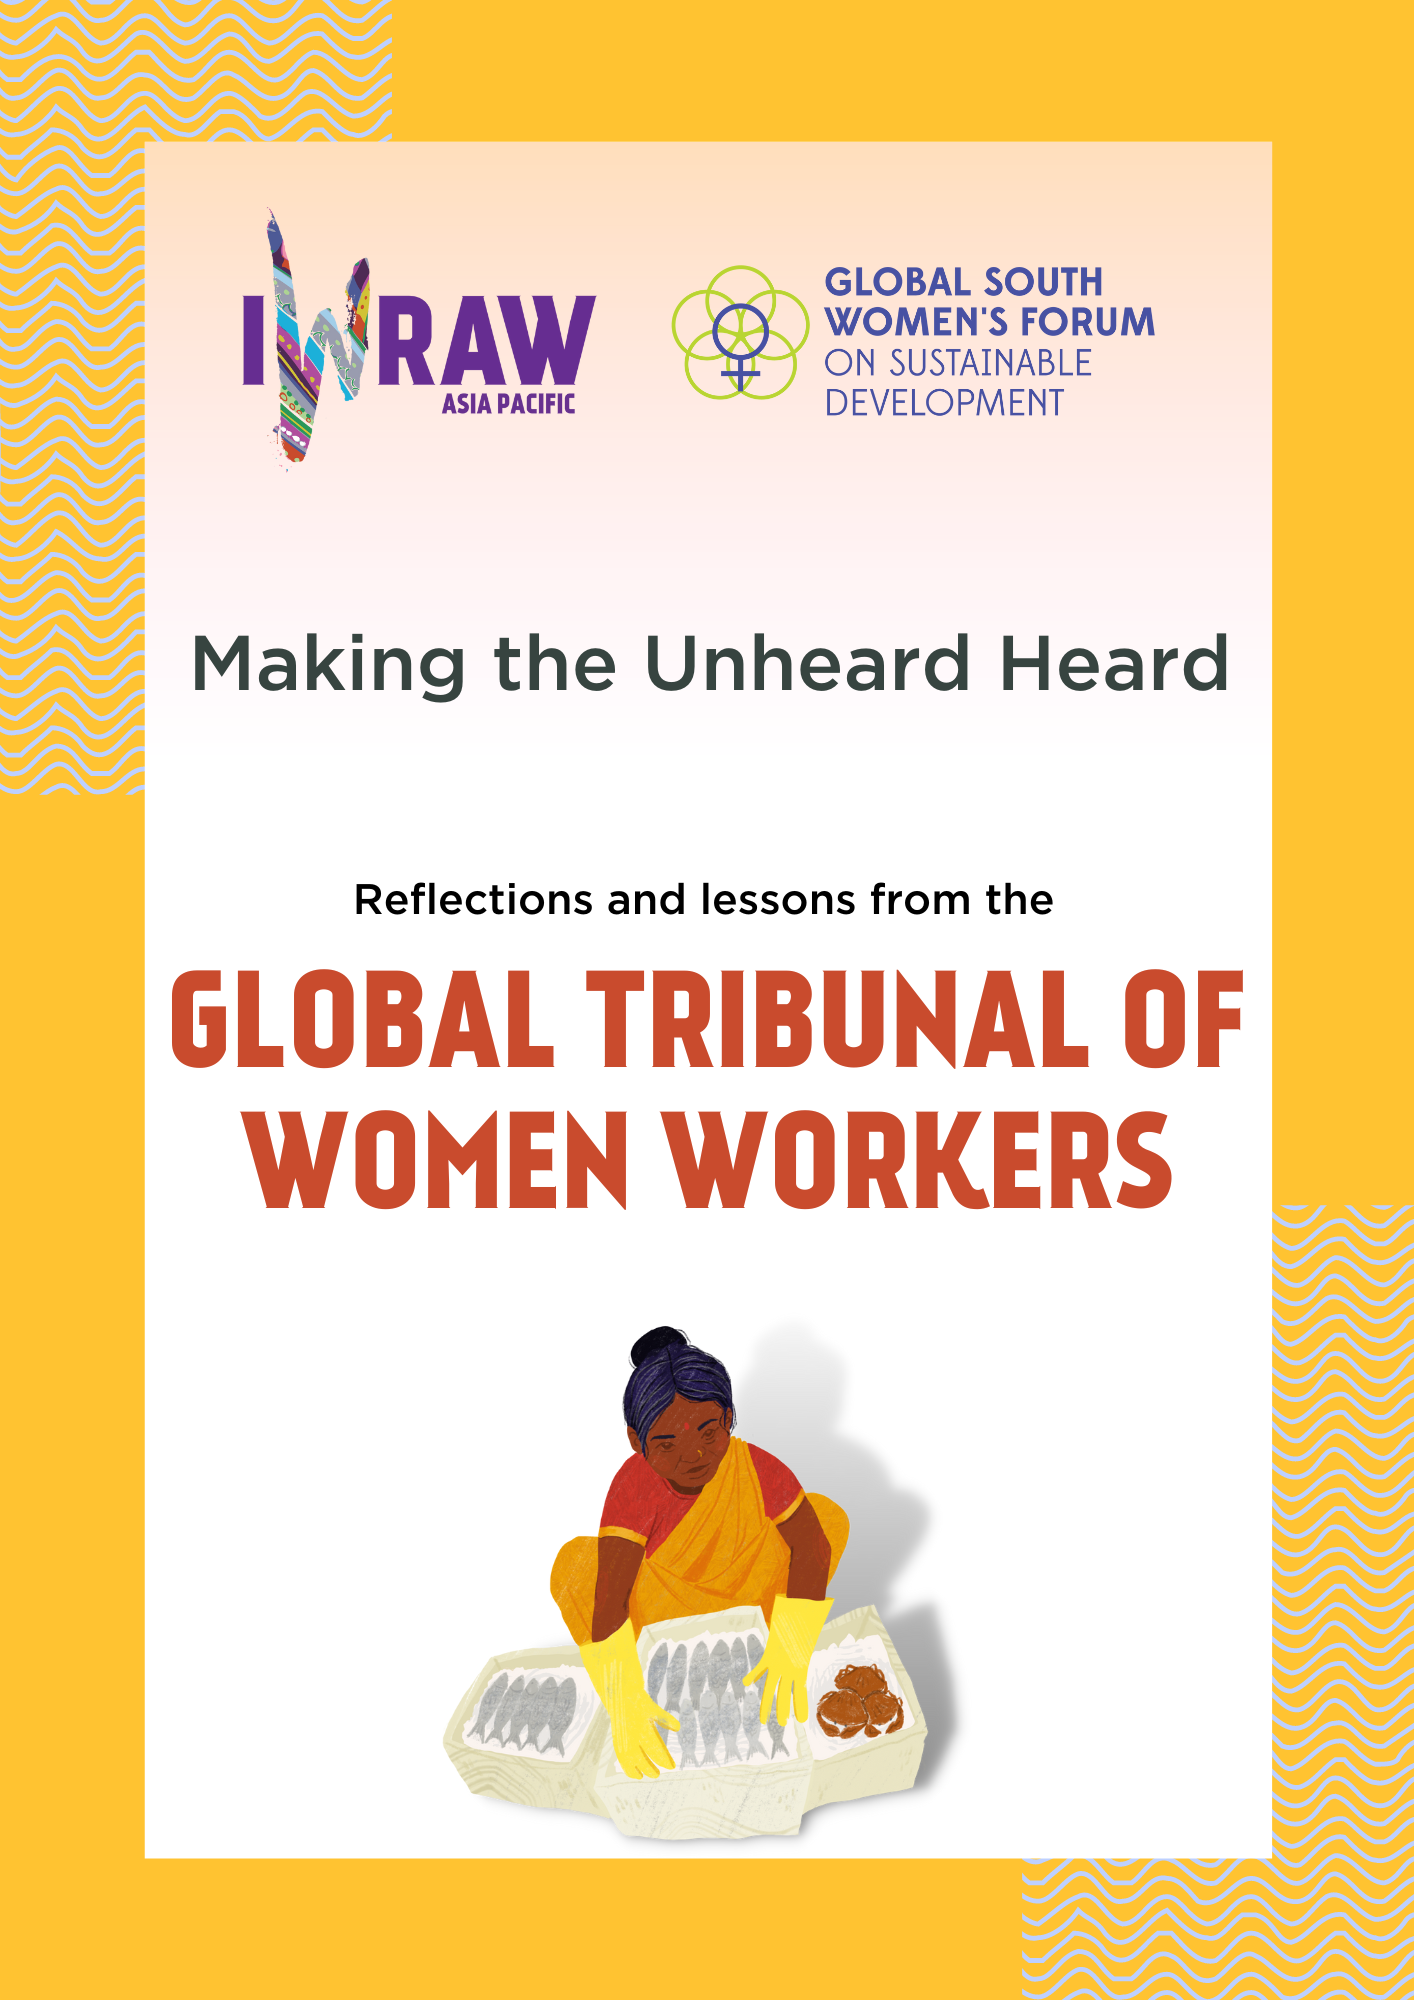 IWRAW
ASIA PACIFIC
GLOBAL SOUTH
WOMEN'S FORUM
ON SUSTAINABLE
DEVELOPMENT
Making the Unheard Heard
Reflections and lessons from the
GLOBAL TRIBUNAL OF
WOMEN WORKERS